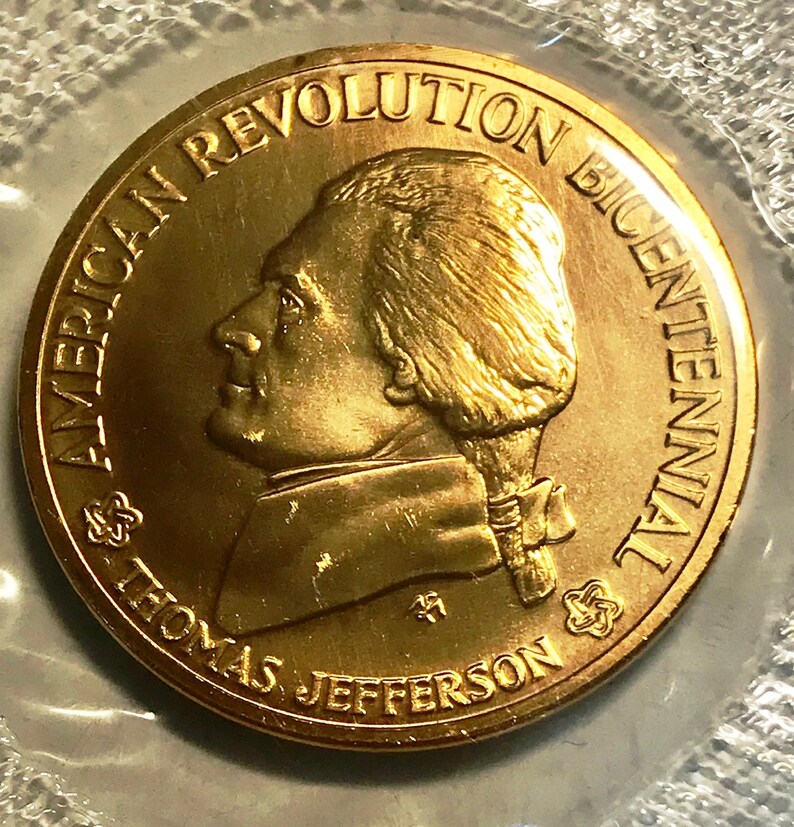 AMERICAN REVOLUTION BICENTENNIAL
THOMAS JEFFERSON